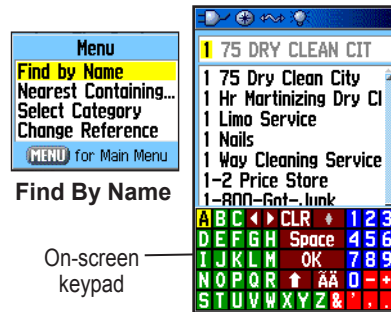 Menu
Find by Name
Nearest Containing...
Select Category
Change Reference
MENU for Main Menu
Find By Name
On-screen
keypad
1 75 DRY CLEAN CIT
1 75 Dry Clean City
1 Hr Martinizing Dry Cl
1 Limo Service
1 Nails
1 Way Cleaning Service
1-2 Price Store
1-800-Got-Junk
A B C CLR 1 2 3
D E F G H Space 4 5 6
I J K L M OK 7 8 9
N O P Q R ÃÄ 0 - +
S T U V W X Y Z & ' , .